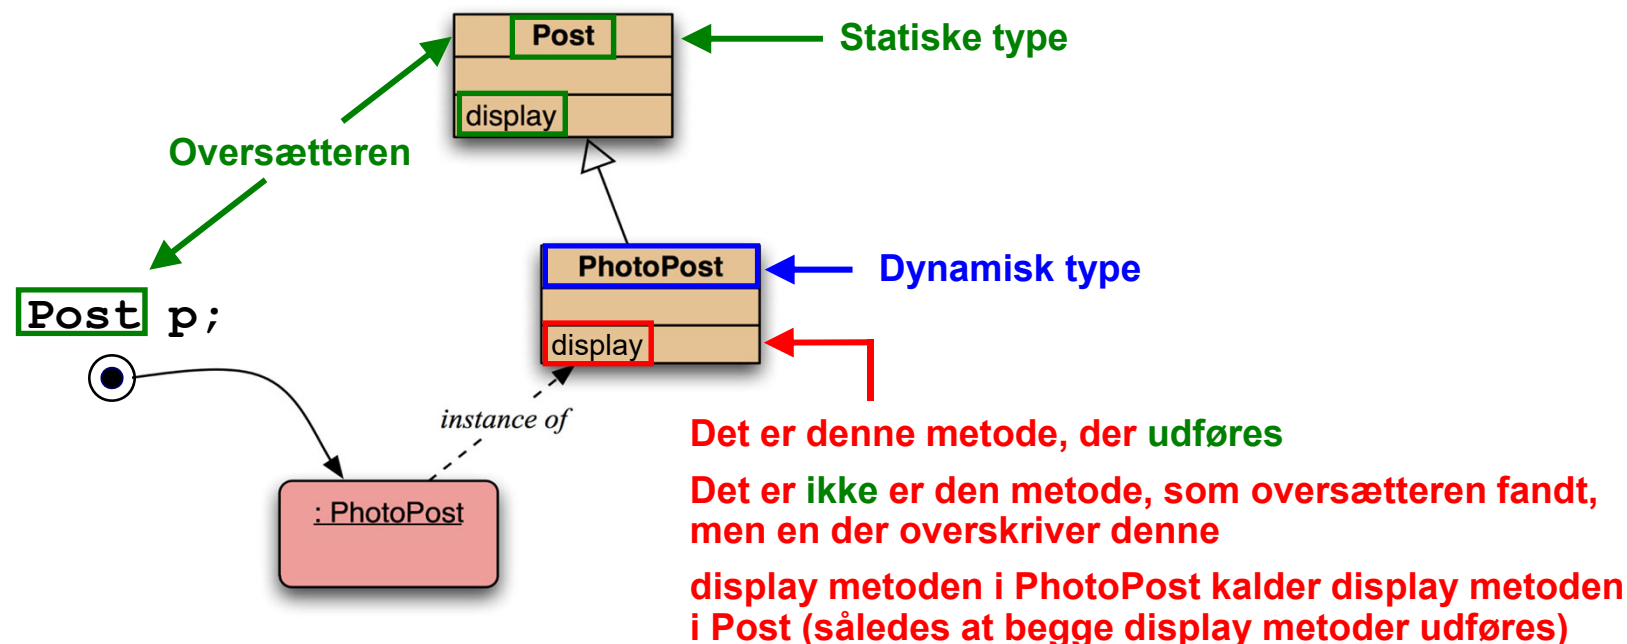 Post
Statiske type
display
Oversætteren
PhotoPost
Dynamisk type
Post p;
display
instance of
Det er denne metode, der udføres
Det er ikke er den metode, som oversætteren fandt,
men en der overskriver denne
: PhotoPost
display metoden i PhotoPost kalder display metoden
i Post (således at begge display metoder udføres)